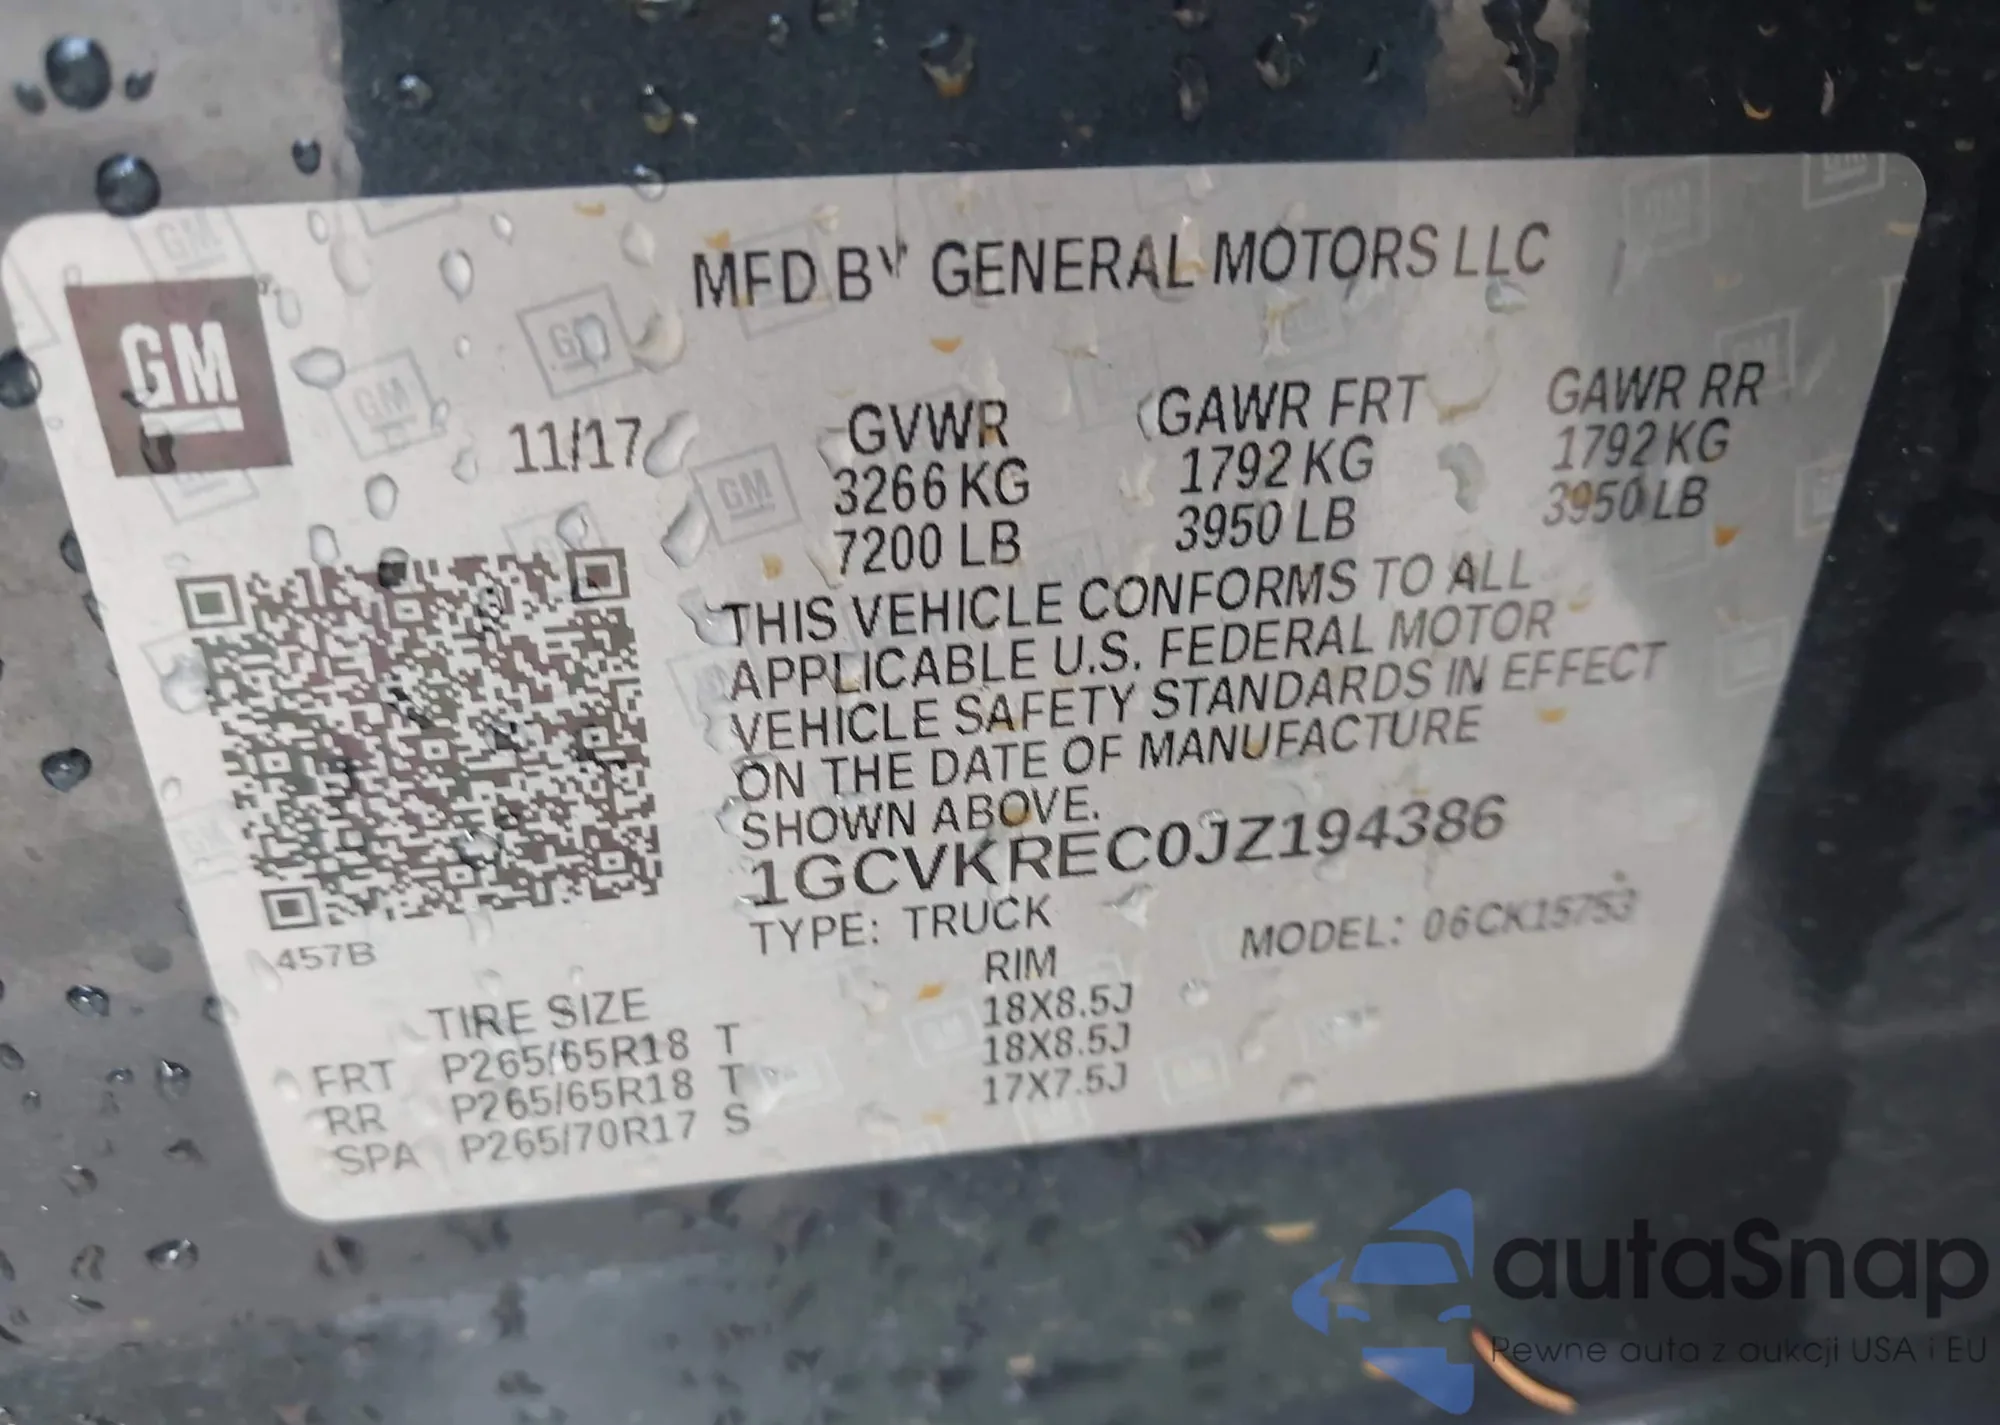 MFD BY GENERAL MOTORS LLC
GM
11/17
GVWR GAWR FRT GAWR RR
3266 KG 1792 KG 1792 KG
7200 LB 3950 LB 3950 LB
THIS VEHICLE CONFORMS TO ALL
APPLICABLE U.S. FEDERAL MOTOR
VEHICLE SAFETY STANDARDS IN EFFECT
ON THE DATE OF MANUFACTURE
SHOWN ABOVE.
1GCVKREC0JZ194386
TYPE: TRUCK MODEL: 06CK15753
457B
TIRE SIZE RIM
FRT P265/65R18 T 18X8.5J
RR P265/65R18 T 18X8.5J
SPA P265/70R17 S 17X7.5J
autaSnap
Pewne auta z aukcji USA i EU